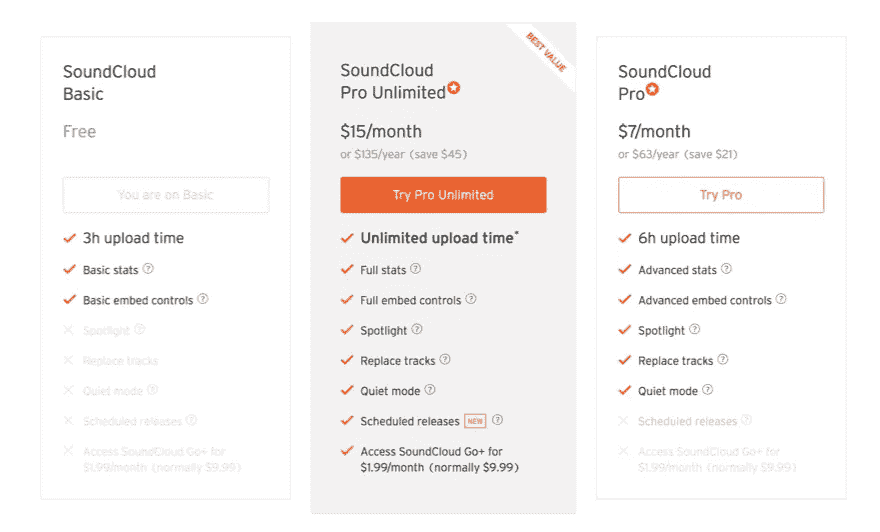 SoundCloud
Basic
Free
You are on Basic
3h upload time
Basic stats ?
Basic embed controls ?
Spotlight ?
Replace tracks
Quiet mode ?
Scheduled releases ?
Access SoundCloud Go+ for
$1.99/month (normally $9.99)
BEST VALUE
SoundCloud
Pro Unlimited
$15/month
or $135/year (save $45)
Try Pro Unlimited
Unlimited upload time*
Full stats ?
Full embed controls ?
Spotlight ?
Replace tracks ?
Quiet mode ?
Scheduled releases NEW ?
Access SoundCloud Go+ for
$1.99/month (normally $9.99)
SoundCloud
Pro
$7/month
or $63/year (save $21)
Try Pro
6h upload time
Advanced stats ?
Advanced embed controls ?
Spotlight ?
Replace tracks ?
Quiet mode ?
Scheduled releases ?
Access SoundCloud Go+ for
$1.99/month (normally $9.99)